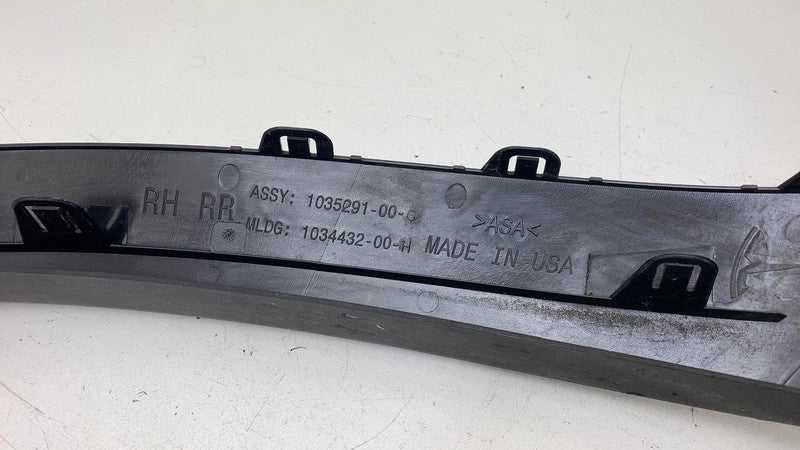 RH RR
ASSY: 1035291-00-G
MLDG: 1034432-00-H
>ASA<
MADE IN USA